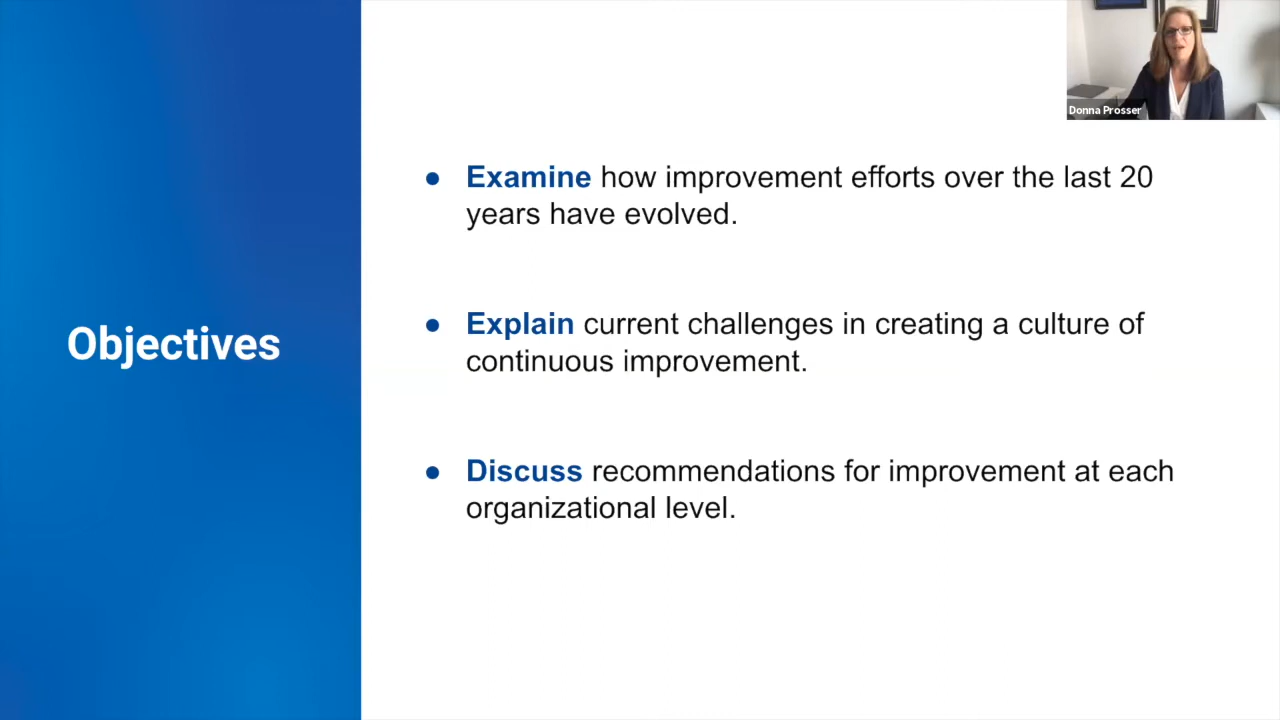 Donna Prosser
Objectives
● Examine how improvement efforts over the last 20
years have evolved.
● Explain current challenges in creating a culture of
continuous improvement.
● Discuss recommendations for improvement at each
organizational level.